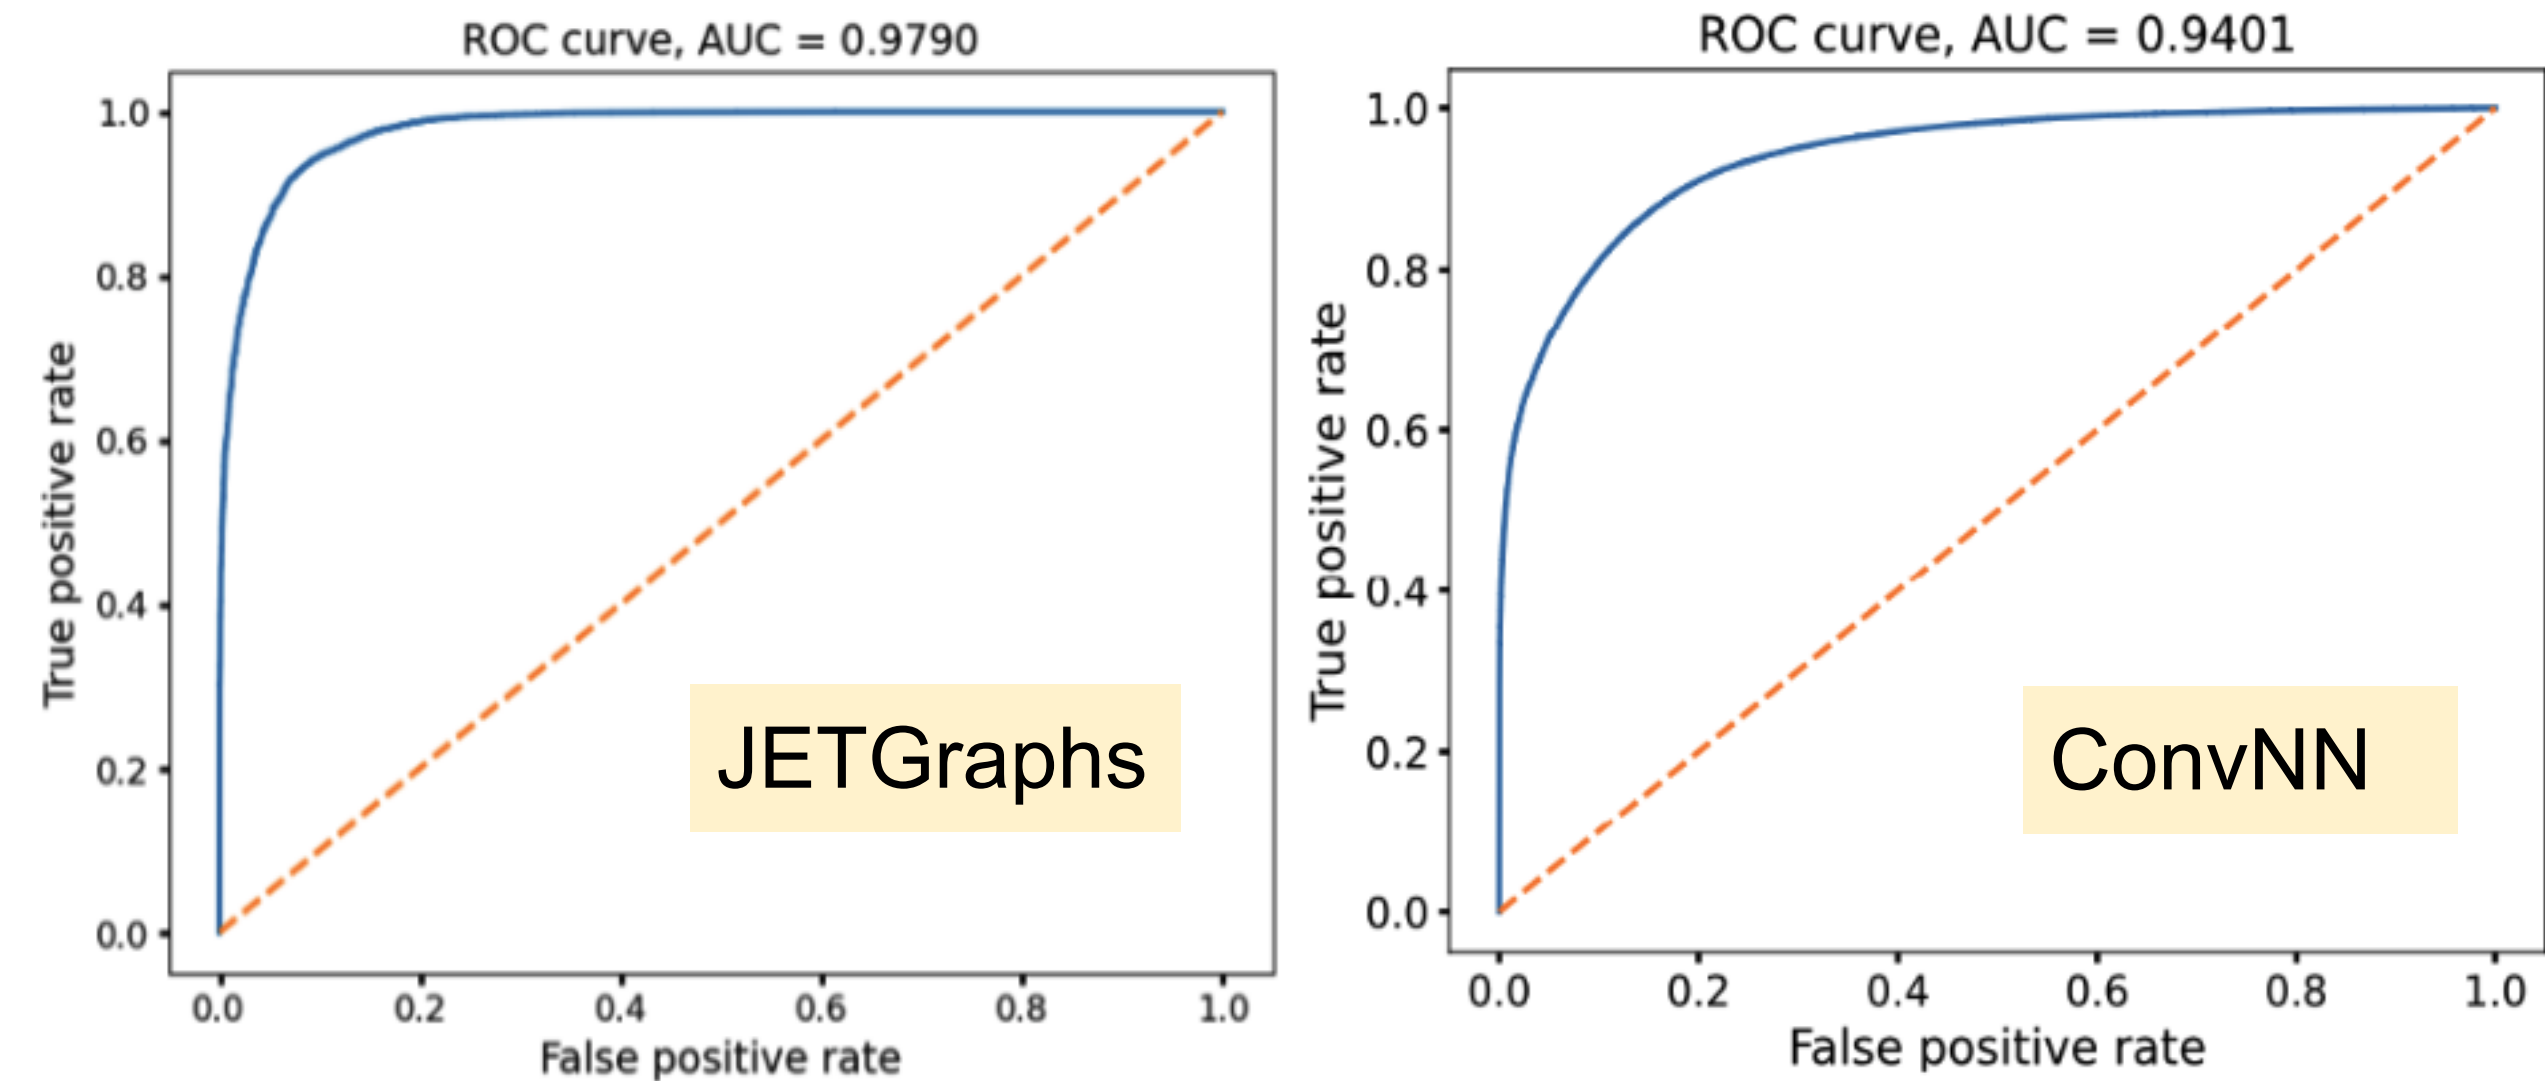 ROC curve, AUC = 0.9790
True positive rate
1.0
0.8
0.6
0.4
0.2
0.0
0.0 0.2 0.4 0.6 0.8 1.0
False positive rate
JETGraphs
ROC curve, AUC = 0.9401
True positive rate
1.0
0.8
0.6
0.4
0.2
0.0
0.0 0.2 0.4 0.6 0.8 1.0
False positive rate
ConvNN